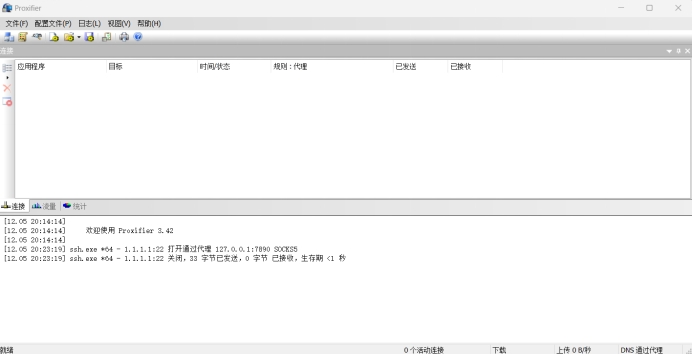 Proxifier
文件(F) 配置文件(P) 日志(L) 视图(V) 帮助(H)
连接
应用程序 目标 时间/状态 规则：代理 已发送 已接收
连接 流量 统计
[12.05 20:14:14]
[12.05 20:14:14] 欢迎使用 Proxifier 3.42
[12.05 20:14:14]
[12.05 20:23:19] ssh.exe *64 - 1.1.1.1:22 打开通过代理 127.0.0.1:7890 SOCKS5
[12.05 20:23:19] ssh.exe *64 - 1.1.1.1:22 关闭，33 字节已发送，0 字节 已接收，生存期 <1 秒
就绪 0 个活动连接 下载 上传 0 B/秒 DNS 通过代理